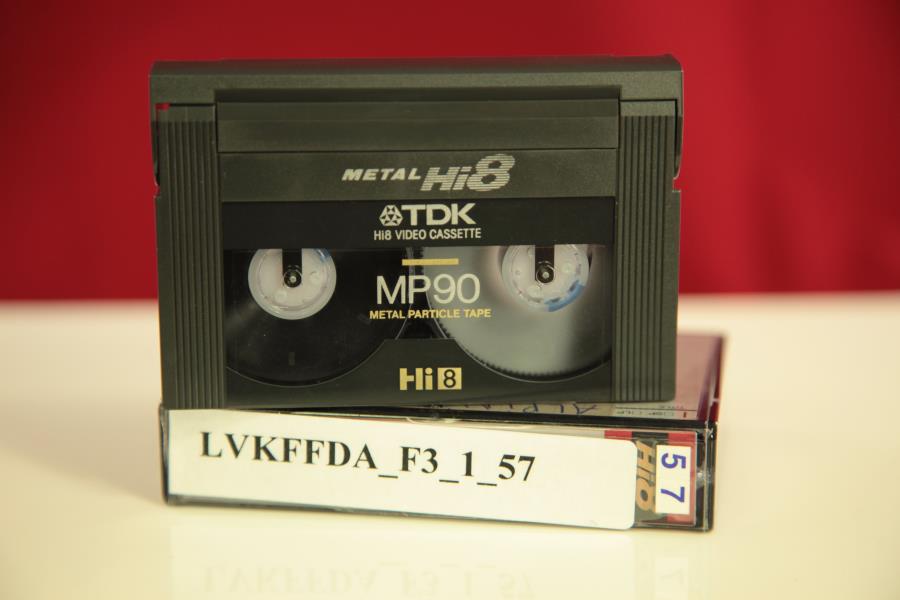 METAL Hi8
TDK
Hi8 VIDEO CASSETTE
MP90
METAL PARTICLE TAPE
Hi8
LVKFFDA_F3_1_57
Hi8
57